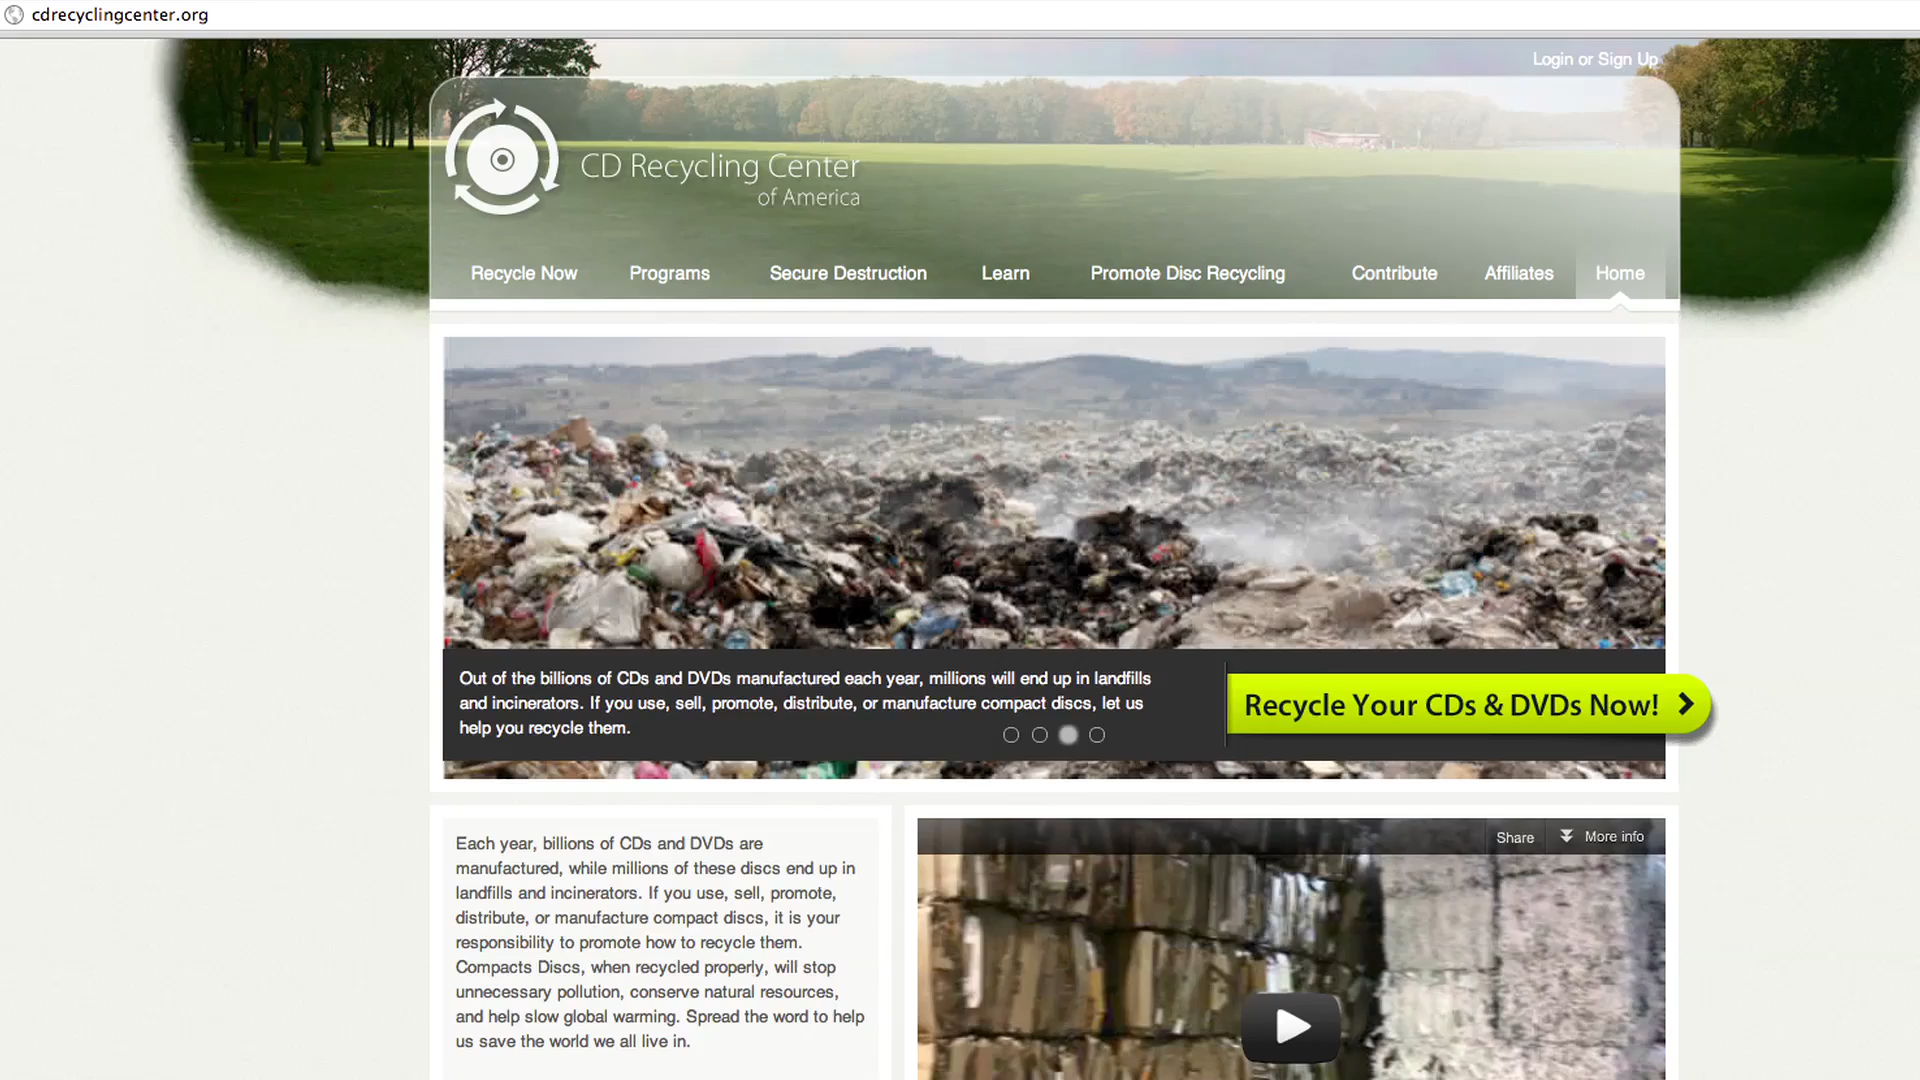 cdrecyclingcenter.org
Login or Sign Up
CD Recycling Center
of America
Recycle Now Programs Secure Destruction Learn Promote Disc Recycling Contribute Affiliates Home
Out of the billions of CDs and DVDs manufactured each year, millions will end up in landfills
and incinerators. If you use, sell, promote, distribute, or manufacture compact discs, let us
help you recycle them.
Recycle Your CDs & DVDs Now!
Each year, billions of CDs and DVDs are
manufactured, while millions of these discs end up in
landfills and incinerators. If you use, sell, promote,
distribute, or manufacture compact discs, it is your
responsibility to promote how to recycle them.
Compacts Discs, when recycled properly, will stop
unnecessary pollution, conserve natural resources,
and help slow global warming. Spread the word to help
us save the world we all live in.
Share More info